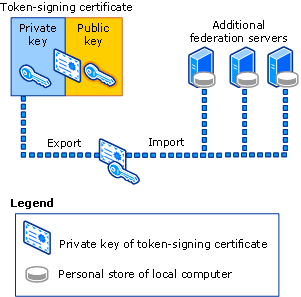 Token-signing certificate
Private
key
Public
key
Additional
federation servers
Export
Import
Legend
Private key of token-signing certificate
Personal store of local computer